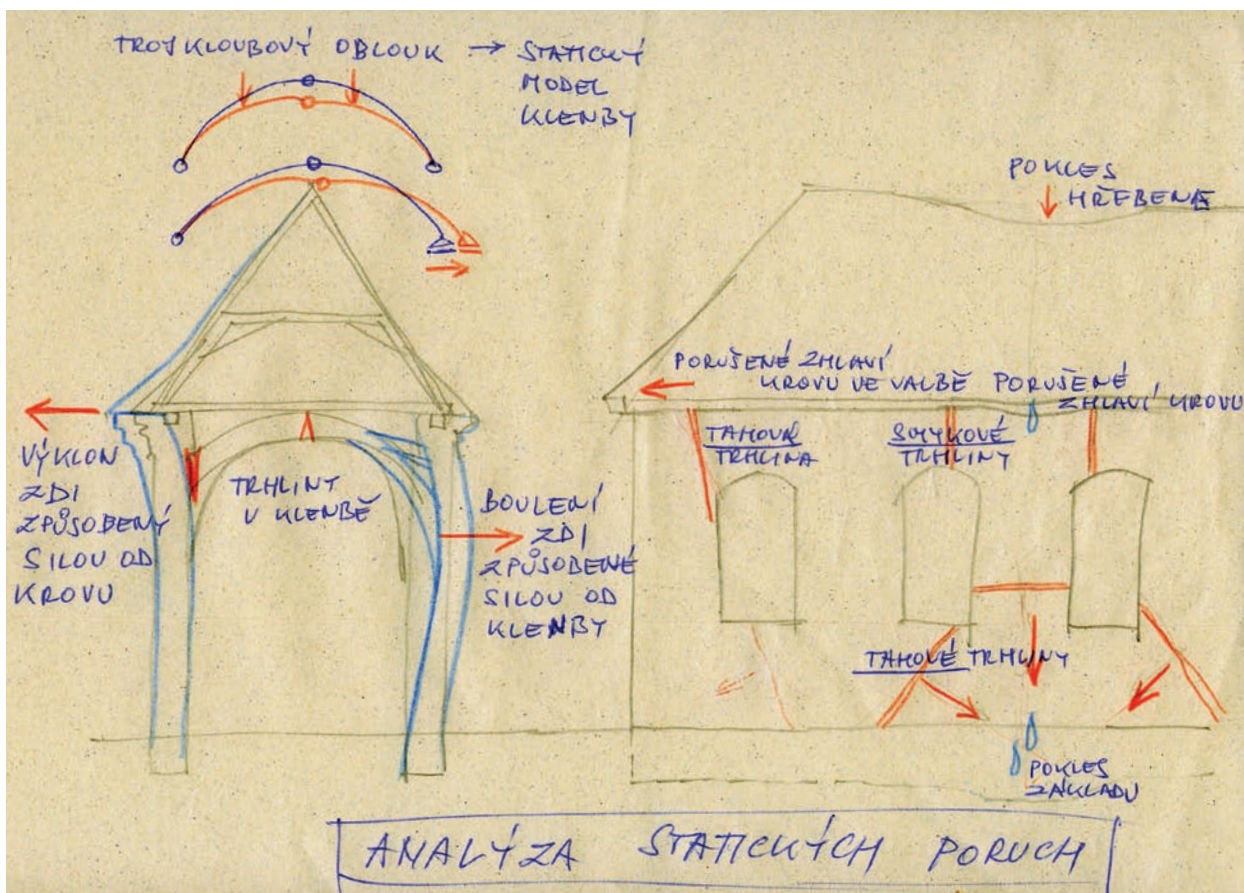 TROJKLOUBOVÝ OBLOUK → STATICKÝ
MODEL
KLENBY
POKLES
HŘEBENE
PORUŠENÉ ZHLAVÍ
KROVU VE VALBĚ
PORUŠENÉ
ZHLAVÍ KROVU
VÝKLON
ZDI
ZPŮSOBENÝ
SILOU OD
KROVU
TRHLINY
V KLENBĚ
BOULENÍ
ZDÍ
ZPŮSOBENÉ
SILOU OD
KLENBY
TAHOVÁ
TRHLINA
SMYKOVÉ
TRHLINY
TAHOVÉ TRHLINY
POKLES
ZÁKLADU
ANALÝZA STATICKÝCH PORUCH